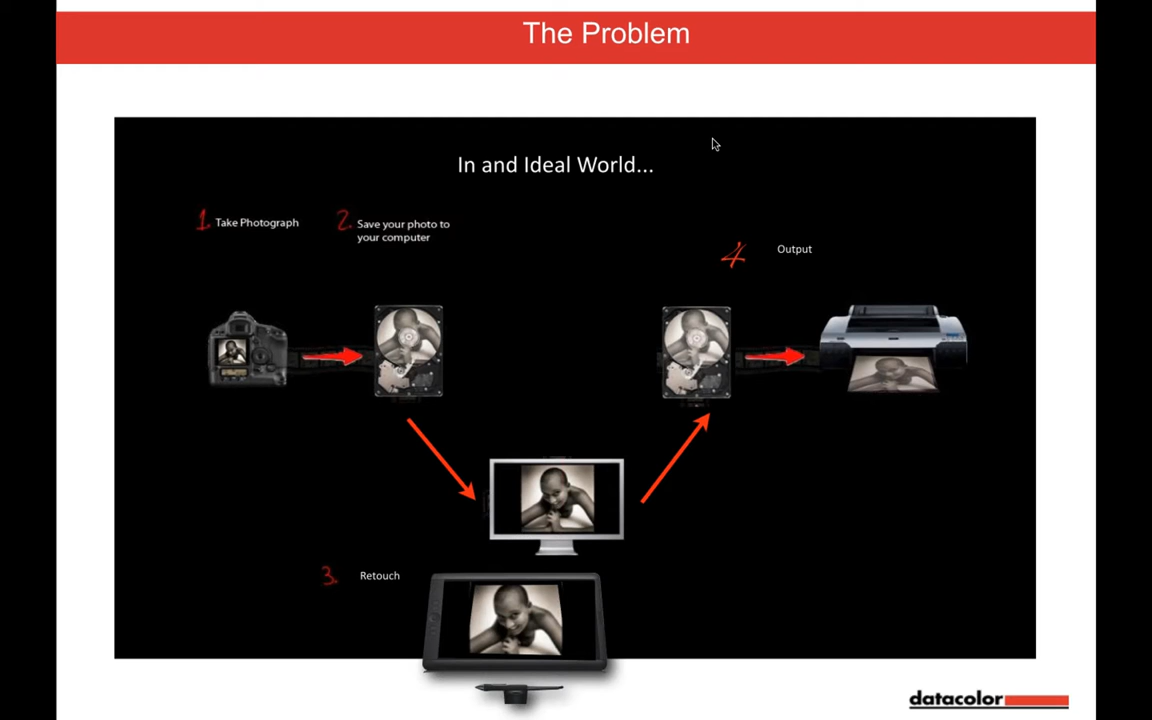 The Problem
In and Ideal World...
1. Take Photograph
2. Save your photo to
your computer
4 Output
3. Retouch
datacolor